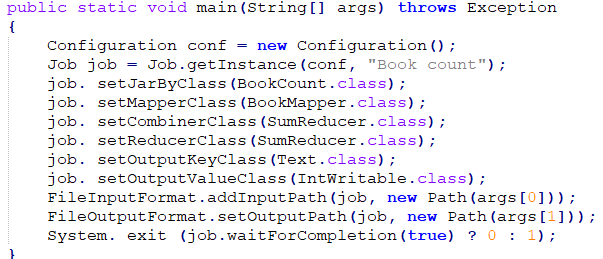 public static void main(String[] args) throws Exception
{
    Configuration conf = new Configuration();
    Job job = Job.getInstance(conf, "Book count");
    job. setJarByClass(BookCount.class);
    job. setMapperClass(BookMapper.class);
    job. setCombinerClass(SumReducer.class);
    job. setReducerClass(SumReducer.class);
    job. setOutputKeyClass(Text.class);
    job. setOutputValueClass(IntWritable.class);
    FileInputFormat.addInputPath(job, new Path(args[0]));
    FileOutputFormat.setOutputPath(job, new Path(args[1]));
    System. exit (job.waitForCompletion(true) ? 0 : 1);
}